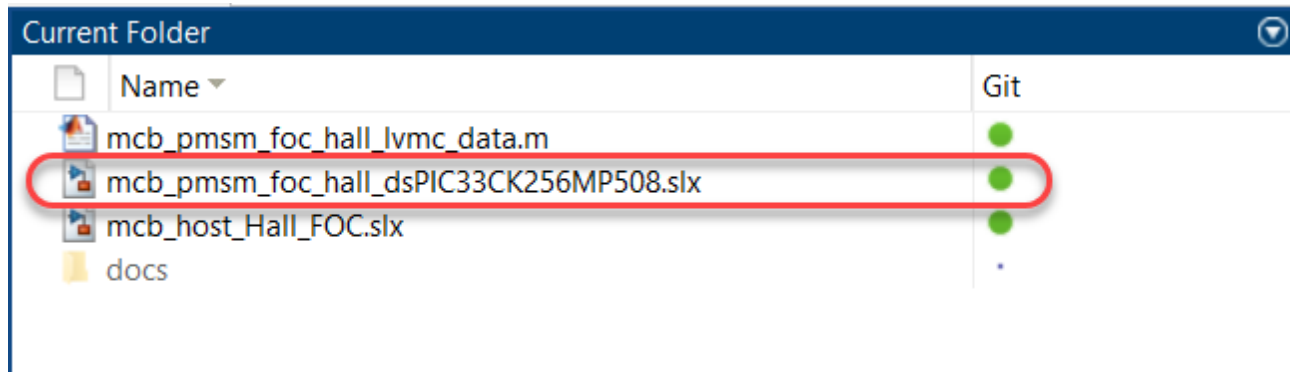 Current Folder
Name Git
mcb_pmsm_foc_hall_lvmc_data.m
mcb_pmsm_foc_hall_dsPIC33CK256MP508.slx
mcb_host_Hall_FOC.slx
docs